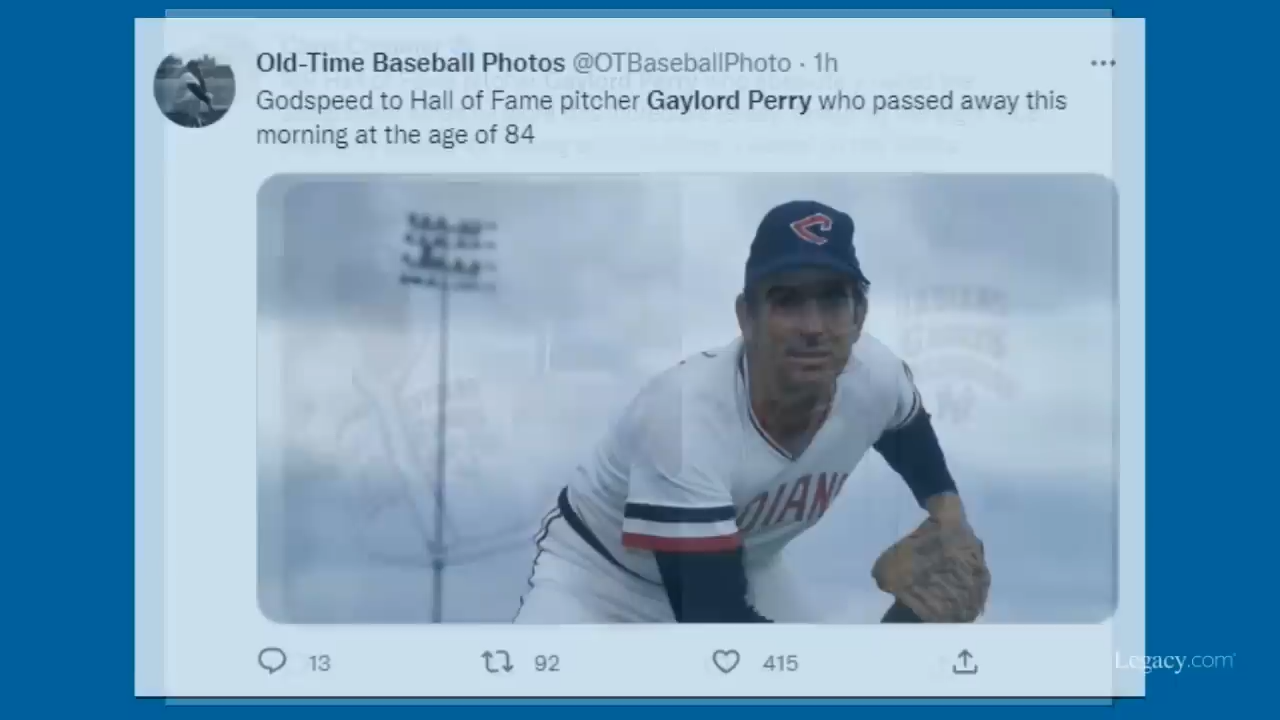 Old-Time Baseball Photos @OTBaseballPhoto · 1h
Godspeed to Hall of Fame pitcher Gaylord Perry who passed away this
morning at the age of 84
C
DIAN
13 92 415
Legacy.com